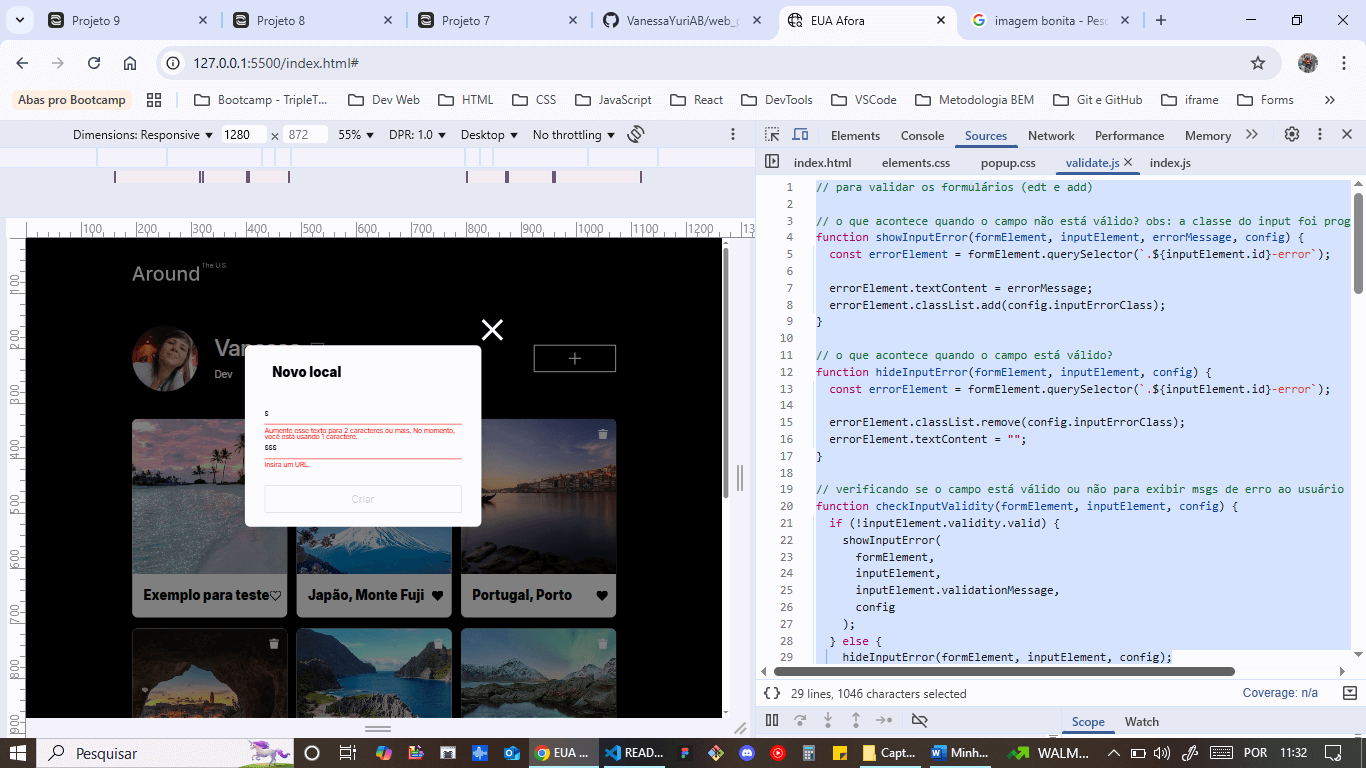 Projeto 9
Projeto 8
Projeto 7
VanessaYuriAB/web_p
EUA Afora
imagem bonita - Pesq
127.0.0.1:5500/index.html#
Abas pro Bootcamp
Bootcamp - TripleT...
Dev Web
HTML
CSS
JavaScript
React
DevTools
VSCode
Metodologia BEM
Git e GitHub
iframe
Forms
Dimensions: Responsive
1280
×
872
55%
DPR: 1.0
Desktop
No throttling
Elements
Console
Sources
Network
Performance
Memory
index.html
elements.css
popup.css
validate.js
index.js
100 200 300 400 500 600 700 800 900 1000 1100 1200 13
100
200
300
400
500
600
700
800
900
Around The U.S.
Dev
Novo local
s
Aumente esse texto para 2 caracteres ou mais. No momento,
você está usando 1 caractere.
sss
Insira um URL.
Criar
Exemplo para teste
Japão, Monte Fuji
Portugal, Porto
1 // para validar os formulários (edt e add)
2
3 // o que acontece quando o campo não está válido? obs: a classe do input foi prog
4 function showInputError(formElement, inputElement, errorMessage, config) {
5 const errorElement = formElement.querySelector(`.${inputElement.id}-error`);
6
7 errorElement.textContent = errorMessage;
8 errorElement.classList.add(config.inputErrorClass);
9 }
10
11 // o que acontece quando o campo está válido?
12 function hideInputError(formElement, inputElement, config) {
13 const errorElement = formElement.querySelector(`.${inputElement.id}-error`);
14
15 errorElement.classList.remove(config.inputErrorClass);
16 errorElement.textContent = "";
17 }
18
19 // verificando se o campo está válido ou não para exibir msgs de erro ao usuário
20 function checkInputValidity(formElement, inputElement, config) {
21 if (!inputElement.validity.valid) {
22 showInputError(
23 formElement,
24 inputElement,
25 inputElement.validationMessage,
26 config
27 );
28 } else {
29 hideInputError(formElement, inputElement, config);
29 lines, 1046 characters selected
Coverage: n/a
Scope
Watch
Pesquisar
EUA ...
READ...
Capt...
Minh...
WALM...
POR
11:32